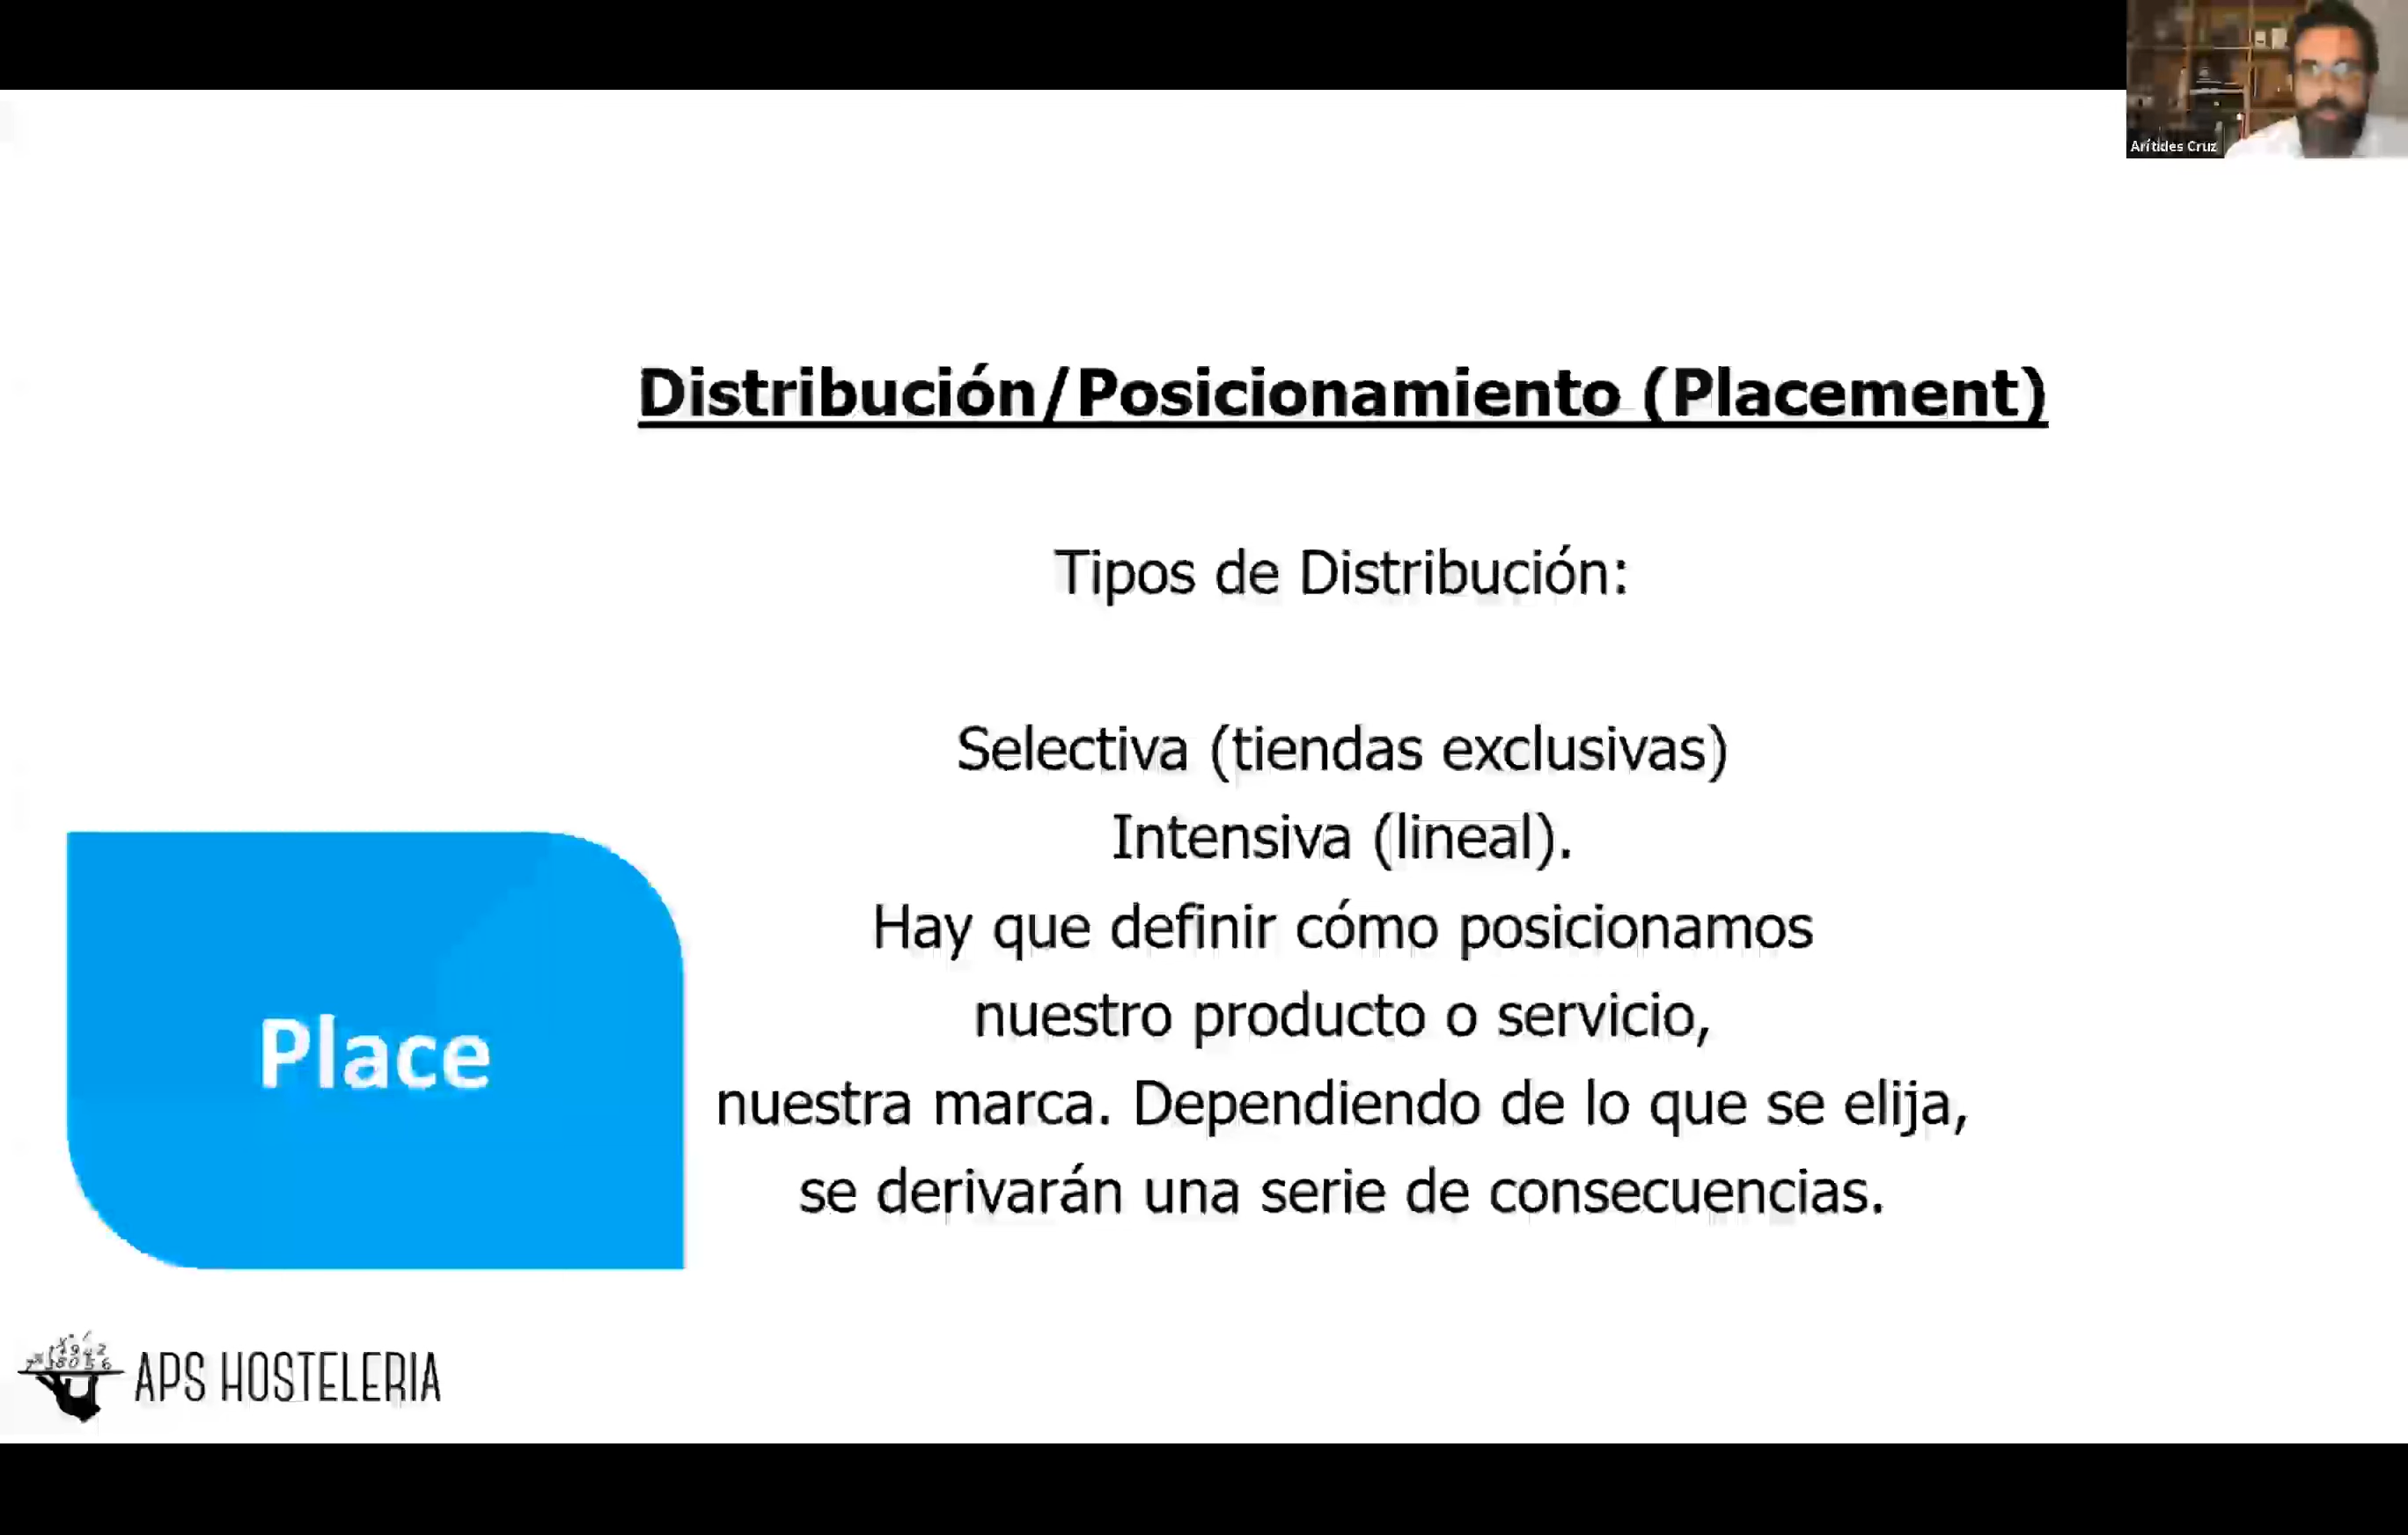 Arítides Cruz
Distribución/Posicionamiento (Placement)
Tipos de Distribución:
Selectiva (tiendas exclusivas)
Intensiva (lineal).
Hay que definir cómo posicionamos
nuestro producto o servicio,
nuestra marca. Dependiendo de lo que se elija,
se derivarán una serie de consecuencias.
Place
APS HOSTELERIA